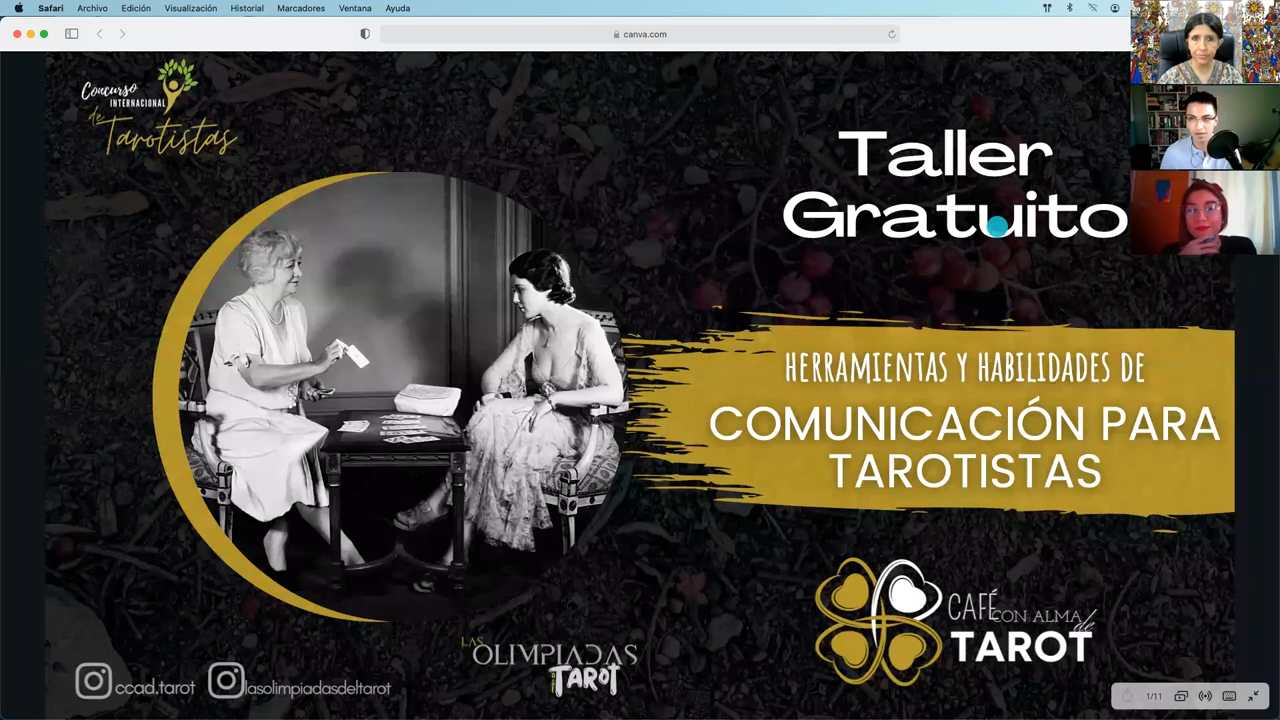 Safari Archivo Edición Visualización Historial Marcadores Ventana Ayuda
canva.com
Concurso
INTERNACIONAL
de
Tarotistas
Taller
Gratuito
HERRAMIENTAS Y HABILIDADES DE
COMUNICACIÓN PARA
TAROTISTAS
CAFÉ
CON ALMA
de
TAROT
LAS
OLIMPIADAS
DEL
TAROT
ccad.tarot
lasolimpiadasdeltarot
1/11